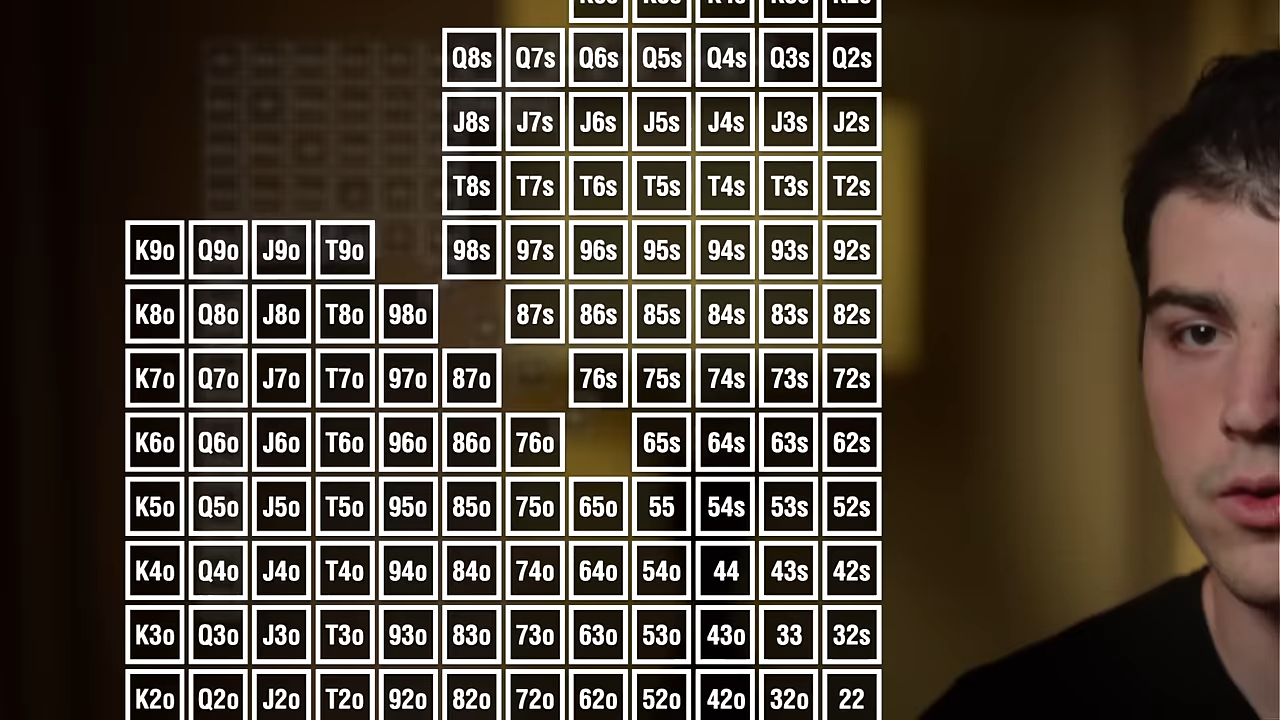 K6s K5s K4s K3s K2s
Q8s Q7s Q6s Q5s Q4s Q3s Q2s
J8s J7s J6s J5s J4s J3s J2s
T8s T7s T6s T5s T4s T3s T2s
K9o Q9o J9o T9o 98s 97s 96s 95s 94s 93s 92s
K8o Q8o J8o T8o 98o 87s 86s 85s 84s 83s 82s
K7o Q7o J7o T7o 97o 87o 76s 75s 74s 73s 72s
K6o Q6o J6o T6o 96o 86o 76o 65s 64s 63s 62s
K5o Q5o J5o T5o 95o 85o 75o 65o 55 54s 53s 52s
K4o Q4o J4o T4o 94o 84o 74o 64o 54o 44 43s 42s
K3o Q3o J3o T3o 93o 83o 73o 63o 53o 43o 33 32s
K2o Q2o J2o T2o 92o 82o 72o 62o 52o 42o 32o 22